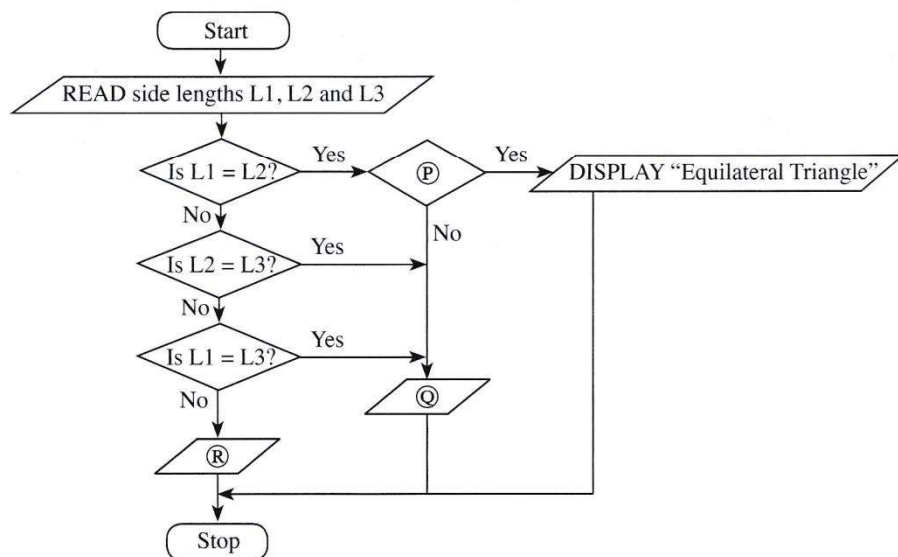 Start
READ side lengths L1, L2 and L3
Is L1 = L2?
Yes
Ⓟ
Yes
DISPLAY “Equilateral Triangle”
No
No
Is L2 = L3?
Yes
No
Is L1 = L3?
Yes
No
Ⓠ
Ⓡ
Stop